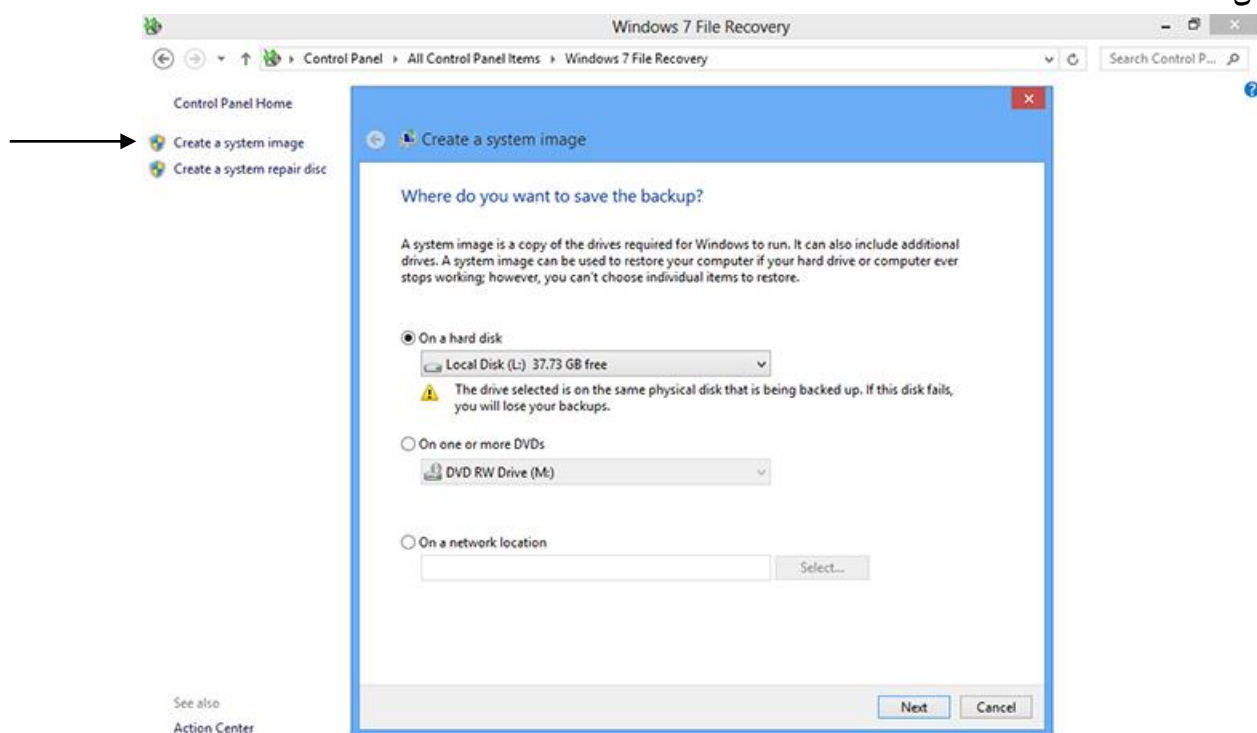 Windows 7 File Recovery
Control Panel All Control Panel Items Windows 7 File Recovery
Search Control P...
Control Panel Home
Create a system image
Create a system repair disc
Create a system image
Where do you want to save the backup?
A system image is a copy of the drives required for Windows to run. It can also include additional
drives. A system image can be used to restore your computer if your hard drive or computer ever
stops working; however, you can't choose individual items to restore.
On a hard disk
Local Disk (L:) 37.73 GB free
The drive selected is on the same physical disk that is being backed up. If this disk fails,
you will lose your backups.
On one or more DVDs
DVD RW Drive (M:)
On a network location
Select...
Next Cancel
See also
Action Center